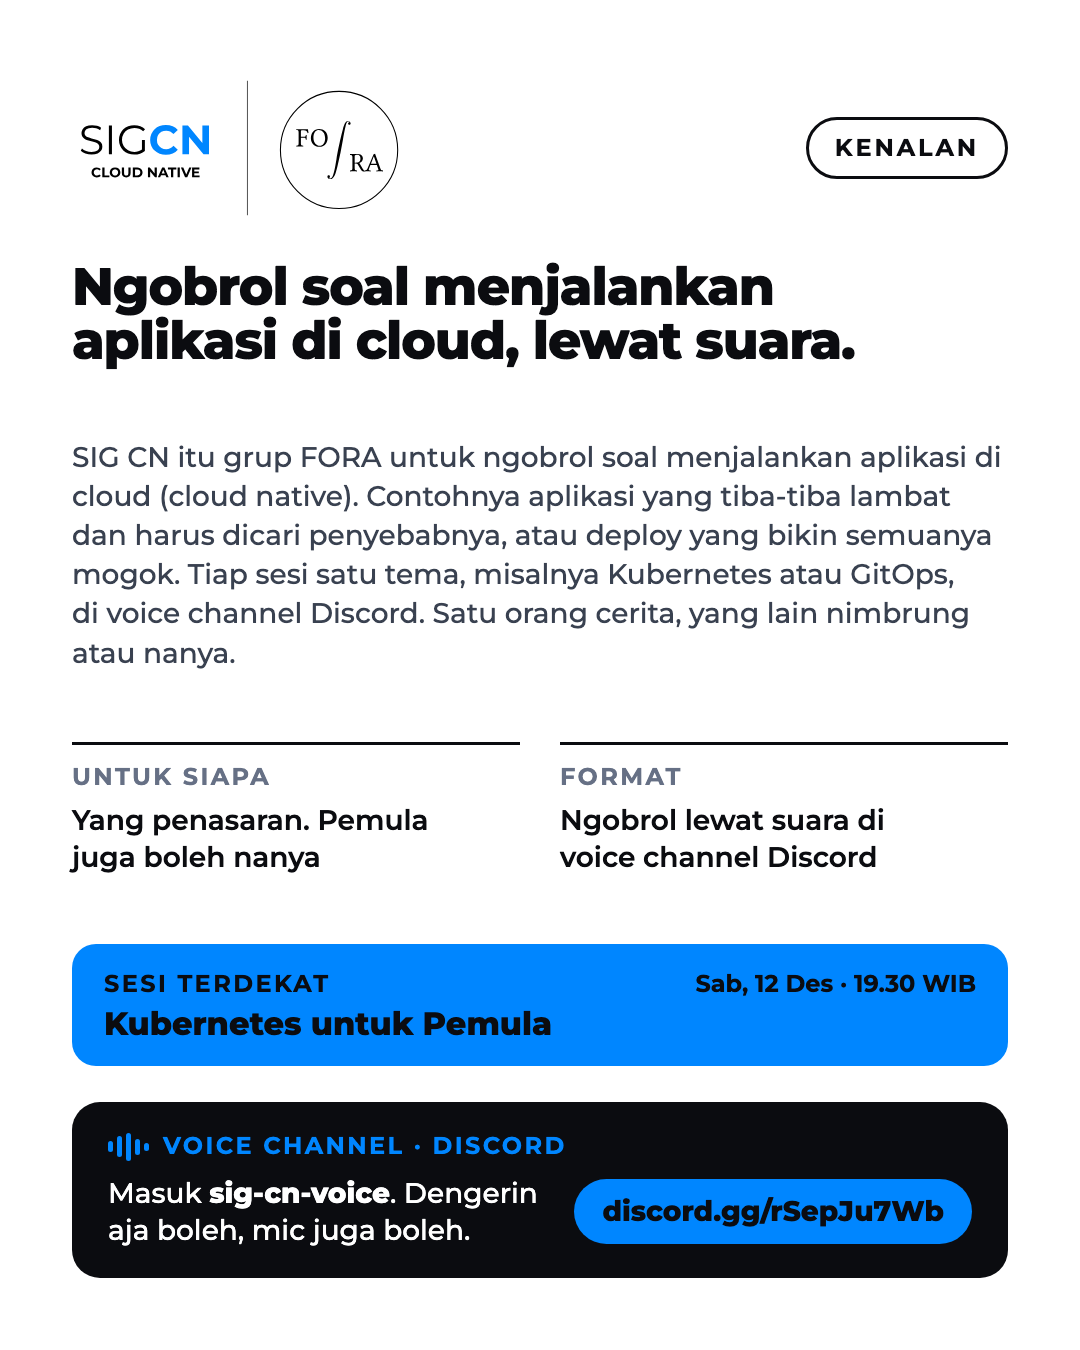 SIGCN
CLOUD NATIVE
FO RA
KENALAN
Ngobrol soal menjalankan
aplikasi di cloud, lewat suara.
SIG CN itu grup FORA untuk ngobrol soal menjalankan aplikasi di
cloud (cloud native). Contohnya aplikasi yang tiba-tiba lambat
dan harus dicari penyebabnya, atau deploy yang bikin semuanya
mogok. Tiap sesi satu tema, misalnya Kubernetes atau GitOps,
di voice channel Discord. Satu orang cerita, yang lain nimbrung
atau nanya.
UNTUK SIAPA
Yang penasaran. Pemula
juga boleh nanya
FORMAT
Ngobrol lewat suara di
voice channel Discord
SESI TERDEKAT
Sab, 12 Des · 19.30 WIB
Kubernetes untuk Pemula
VOICE CHANNEL · DISCORD
Masuk sig-cn-voice. Dengerin
aja boleh, mic juga boleh.
discord.gg/rSepJu7Wb